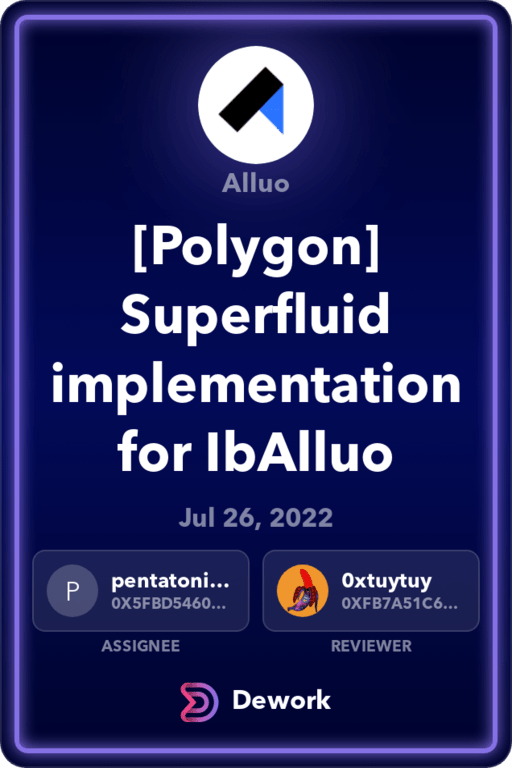 Alluo
[Polygon]
Superfluid
implementation
for IbAlluo
Jul 26, 2022
P
pentatoni...
0X5FBD5460...
ASSIGNEE
0xtuytuy
0XFB7A51C6...
REVIEWER
Dework